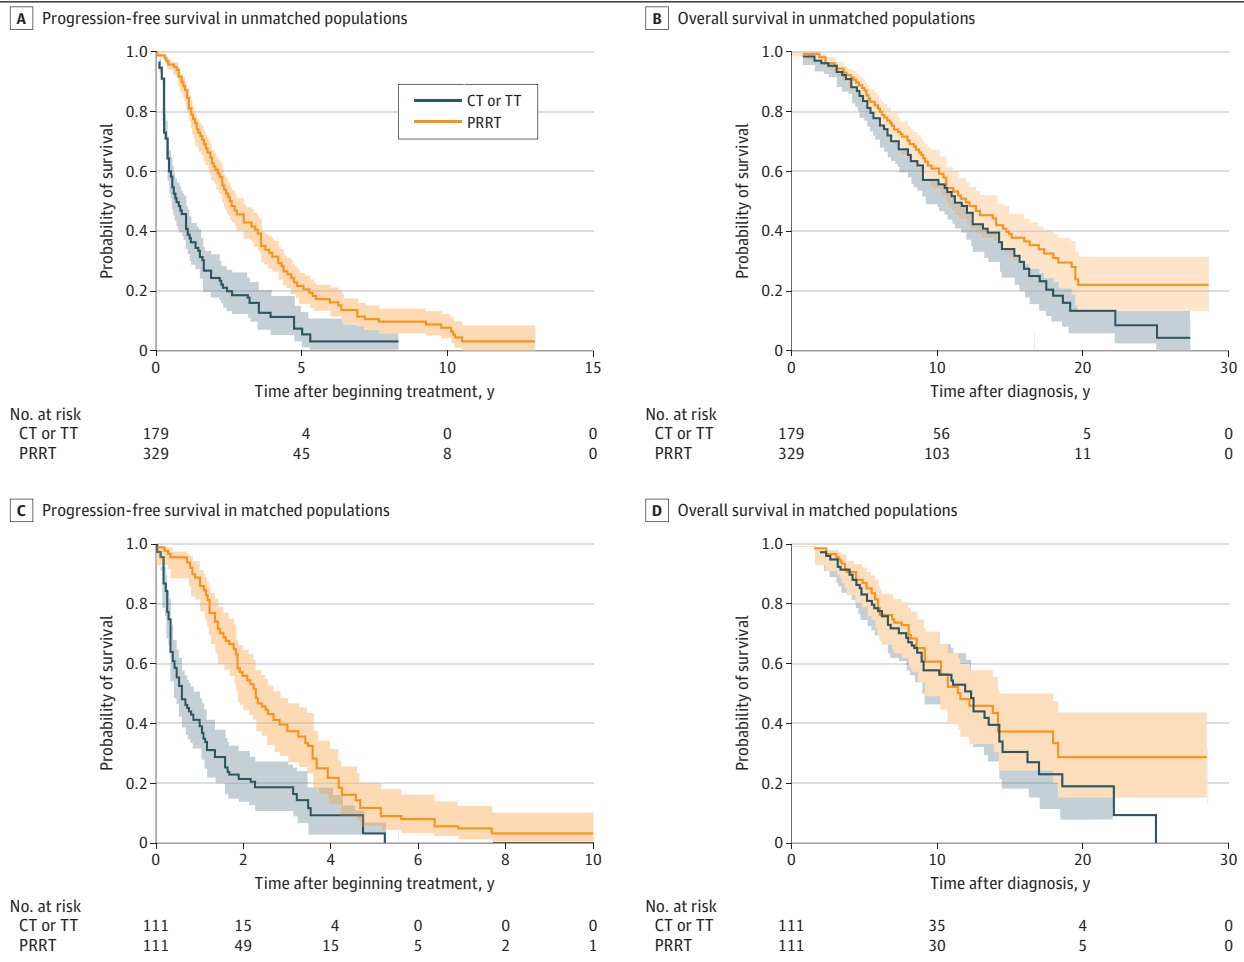 A Progression-free survival in unmatched populations
1.0
0.8
0.6
0.4
0.2
0
Probability of survival
CT or TT
PRRT
0 5 10 15
Time after beginning treatment, y
No. at risk
CT or TT 179 4 0 0
PRRT 329 45 8 0
B Overall survival in unmatched populations
1.0
0.8
0.6
0.4
0.2
0
Probability of survival
0 10 20 30
Time after diagnosis, y
No. at risk
CT or TT 179 56 5 0
PRRT 329 103 11 0
C Progression-free survival in matched populations
1.0
0.8
0.6
0.4
0.2
0
Probability of survival
0 2 4 6 8 10
Time after beginning treatment, y
No. at risk
CT or TT 111 15 4 0 0 0
PRRT 111 49 15 5 2 1
D Overall survival in matched populations
1.0
0.8
0.6
0.4
0.2
0
Probability of survival
0 10 20 30
Time after diagnosis, y
No. at risk
CT or TT 111 35 4 0
PRRT 111 30 5 0